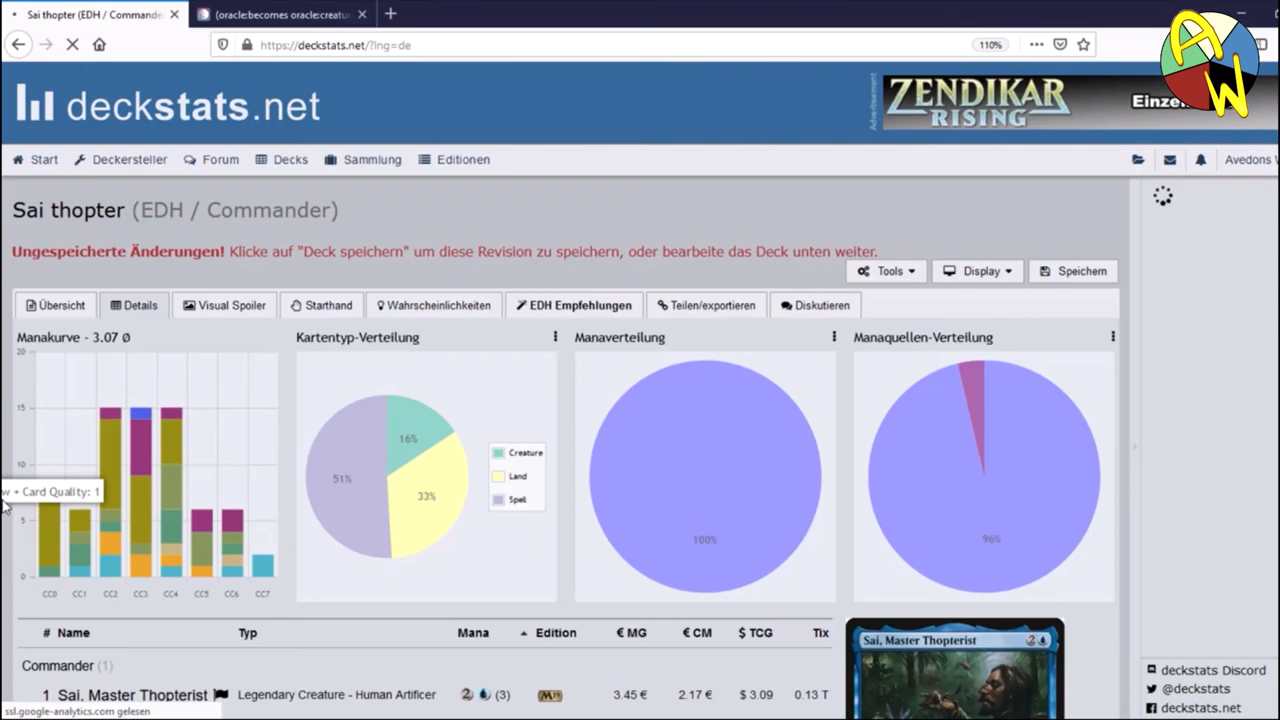 Sai thopter (EDH / Commander
(oracle:becomes oracle:creatur
https://deckstats.net/?lng=de
110%
AW
deckstats.net
Advertisement
ZENDIKAR
RISING
Start
Deckersteller
Forum
Decks
Sammlung
Editionen
Avedons
Sai thopter (EDH / Commander)
Ungespeicherte Änderungen! Klicke auf "Deck speichern" um diese Revision zu speichern, oder bearbeite das Deck unten weiter.
Tools
Display
Speichern
Übersicht
Details
Visual Spoiler
Starthand
Wahrscheinlichkeiten
EDH Empfehlungen
Teilen/exportieren
Diskutieren
Manakurve - 3.07 Ø
Kartentyp-Verteilung
Manaverteilung
Manaquellen-Verteilung
20
15
10
5
0
CC0 CC1 CC2 CC3 CC4 CC5 CC6 CC7
w + Card Quality: 1
16%
51%
33%
Creature
Land
Spell
100%
96%
# Name Typ Mana Edition € MG € CM $ TCG Tix
Commander (1)
1 Sai, Master Thopterist Legendary Creature - Human Artificer 2 (3) M19 3.45 € 2.17 € $ 3.09 0.13 T
Sai, Master Thopterist 2
deckstats Discord
@deckstats
deckstats.net
ssl.google-analytics.com gelesen